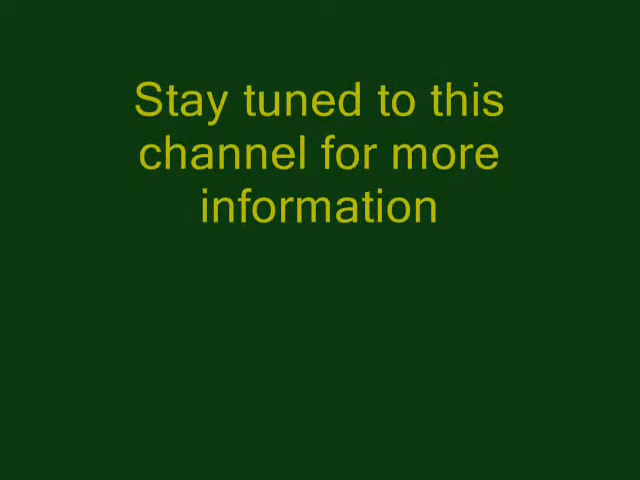 Stay tuned to this
channel for more
information